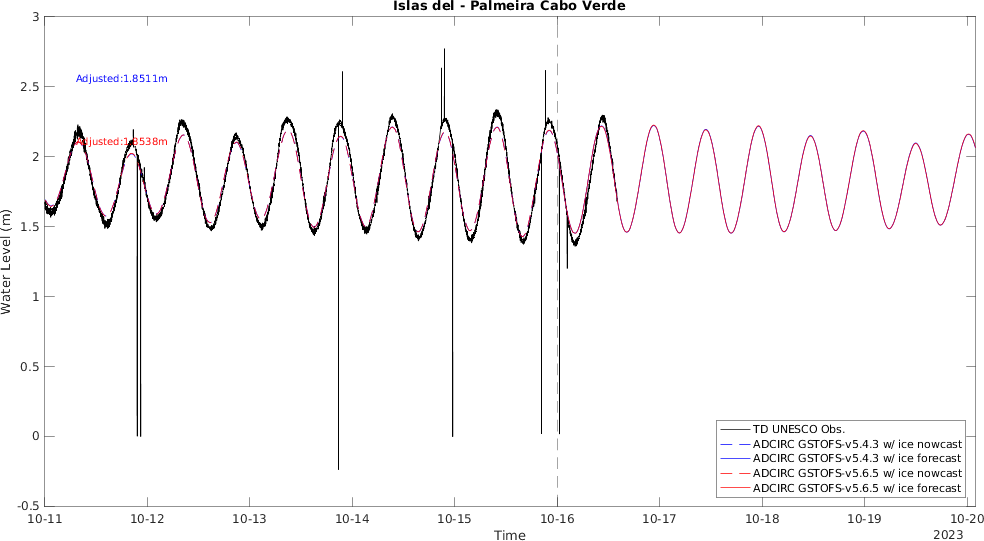 Islas del - Palmeira Cabo Verde
3
2.5
2
1.5
1
0.5
0
-0.5
Water Level (m)
Adjusted:1.8511m
Adjusted:1.8538m
10-11
10-12
10-13
10-14
10-15
10-16
10-17
10-18
10-19
10-20
2023
Time
TD UNESCO Obs.
ADCIRC GSTOFS-v5.4.3 w/ ice nowcast
ADCIRC GSTOFS-v5.4.3 w/ ice forecast
ADCIRC GSTOFS-v5.6.5 w/ ice nowcast
ADCIRC GSTOFS-v5.6.5 w/ ice forecast